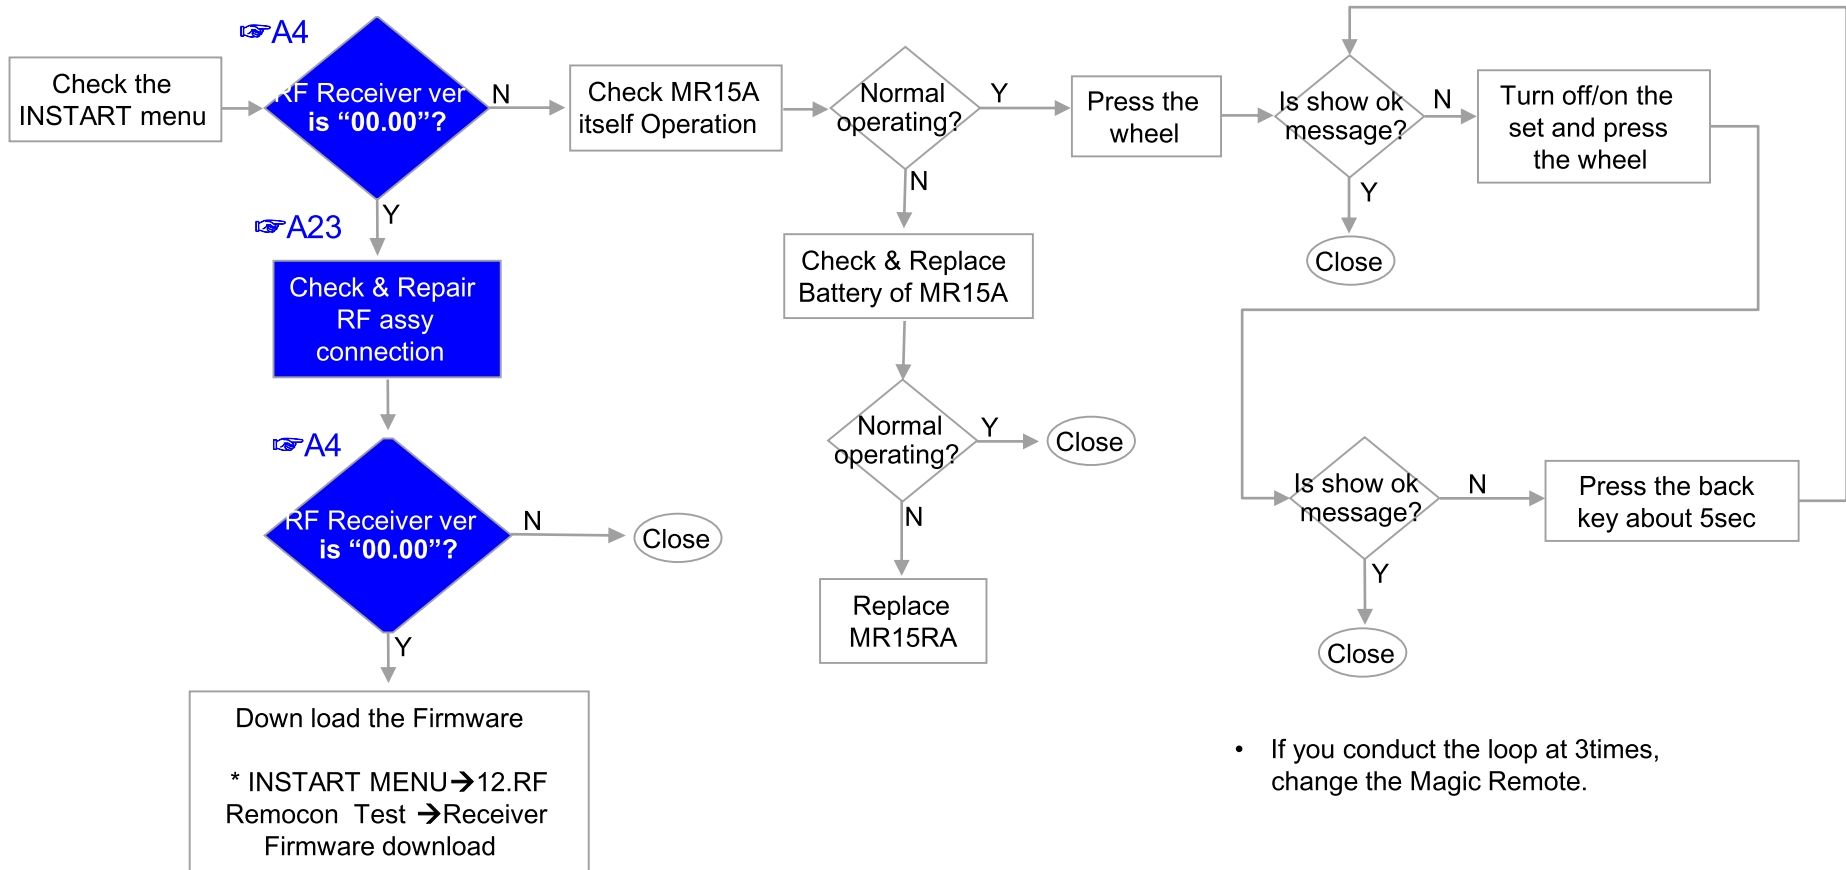 ☞A4
Check the
INSTART menu
RF Receiver ver
is “00.00”?
N
Y
☞A23
Check & Repair
RF assy
connection
☞A4
RF Receiver ver
is “00.00”?
N
Close
Y
Down load the Firmware
* INSTART MENU➔12.RF
Remocon Test ➔Receiver
Firmware download
Check MR15A
itself Operation
Normal
operating?
Y
N
Check & Replace
Battery of MR15A
Normal
operating?
Y
Close
N
Replace
MR15RA
Press the
wheel
Is show ok
message?
N
Y
Close
Turn off/on the
set and press
the wheel
Is show ok
message?
N
Y
Close
Press the back
key about 5sec
• If you conduct the loop at 3times,
change the Magic Remote.